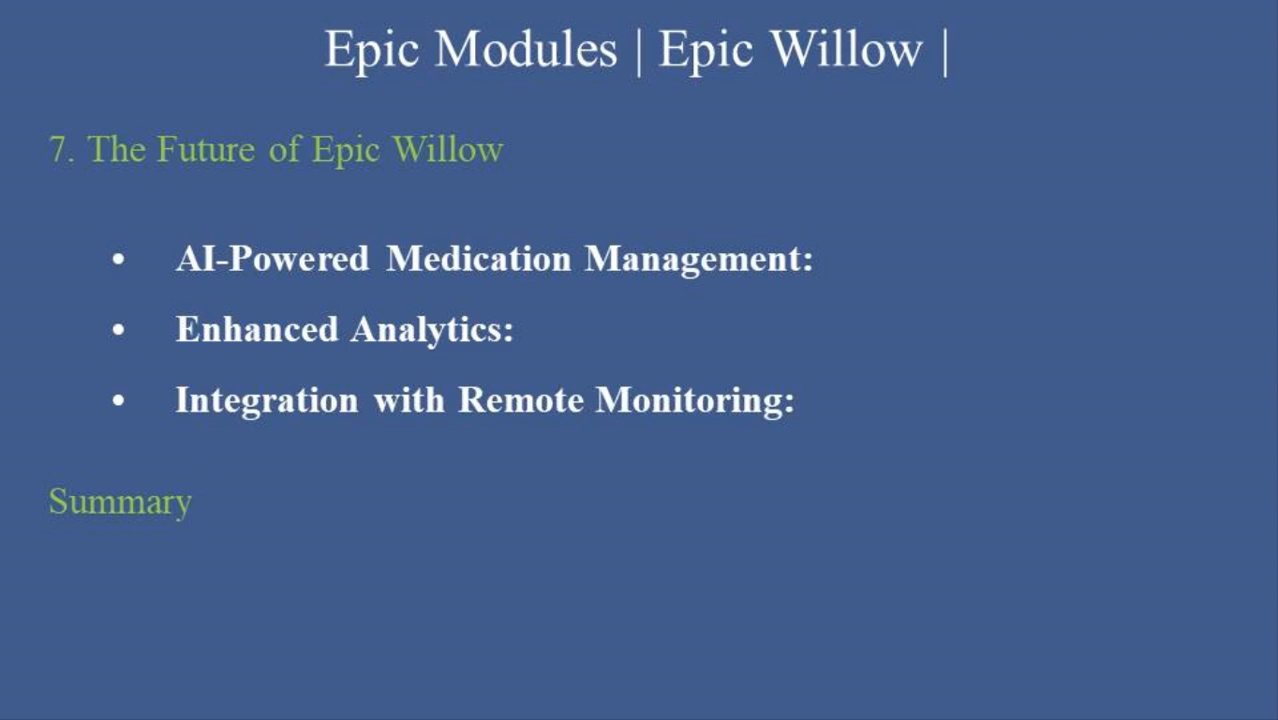 Epic Modules | Epic Willow |
7. The Future of Epic Willow
• AI-Powered Medication Management:
• Enhanced Analytics:
• Integration with Remote Monitoring:
Summary